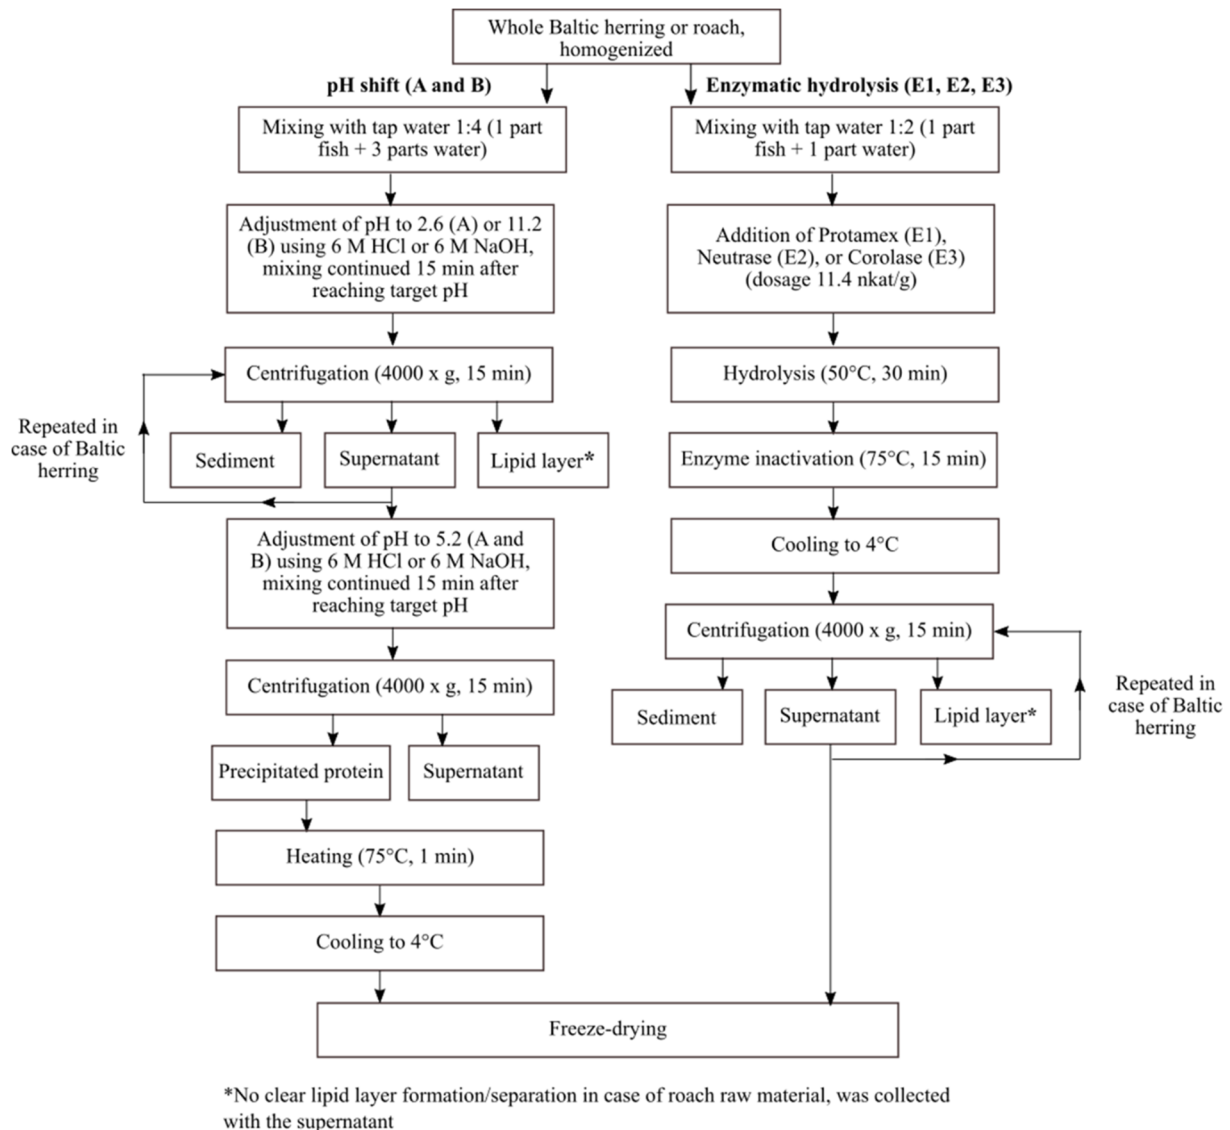 Whole Baltic herring or roach,
homogenized
pH shift (A and B)
Enzymatic hydrolysis (E1, E2, E3)
Mixing with tap water 1:4 (1 part
fish + 3 parts water)
Mixing with tap water 1:2 (1 part
fish + 1 part water)
Adjustment of pH to 2.6 (A) or 11.2
(B) using 6 M HCl or 6 M NaOH,
mixing continued 15 min after
reaching target pH
Addition of Protamex (E1),
Neutrase (E2), or Corolase (E3)
(dosage 11.4 nkat/g)
Centrifugation (4000 x g, 15 min)
Hydrolysis (50°C, 30 min)
Repeated in
case of Baltic
herring
Sediment
Supernatant
Lipid layer*
Enzyme inactivation (75°C, 15 min)
Adjustment of pH to 5.2 (A and
B) using 6 M HCl or 6 M NaOH,
mixing continued 15 min after
reaching target pH
Cooling to 4°C
Centrifugation (4000 x g, 15 min)
Centrifugation (4000 x g, 15 min)
Sediment
Supernatant
Lipid layer*
Repeated in
case of Baltic
herring
Precipitated protein
Supernatant
Heating (75°C, 1 min)
Cooling to 4°C
Freeze-drying
*No clear lipid layer formation/separation in case of roach raw material, was collected
with the supernatant